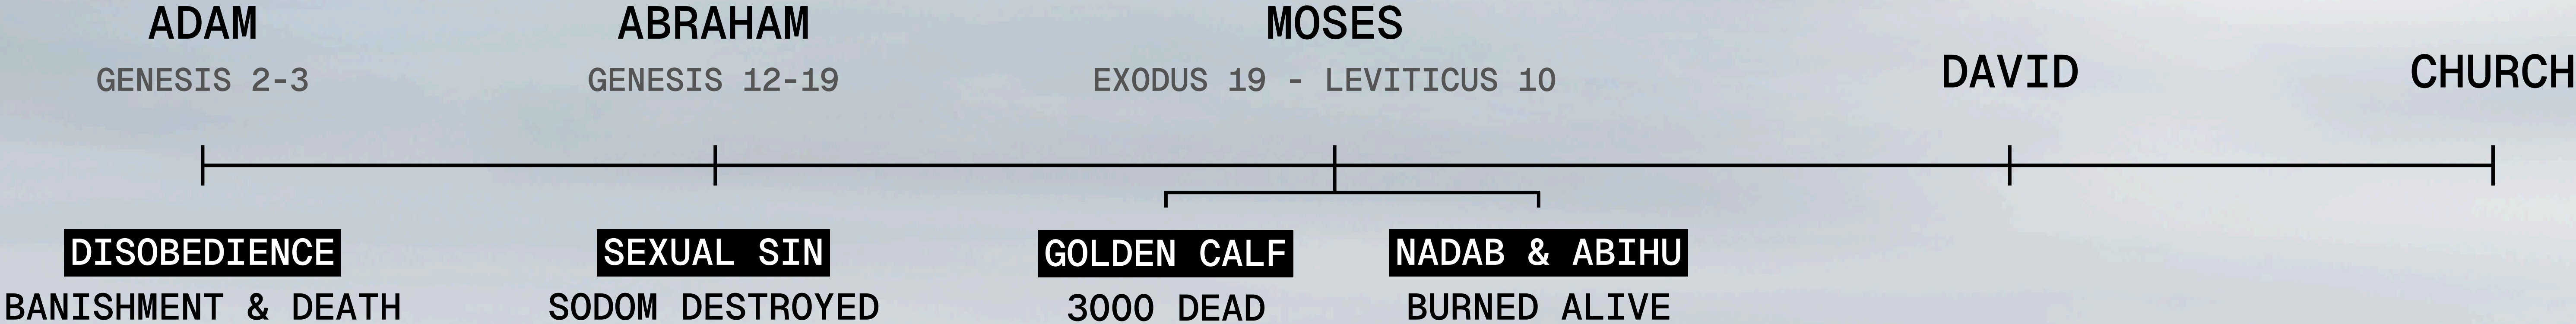 ADAM
GENESIS 2-3
ABRAHAM
GENESIS 12-19
MOSES
EXODUS 19 - LEVITICUS 10
DAVID
CHURCH
DISOBEDIENCE
BANISHMENT & DEATH
SEXUAL SIN
SODOM DESTROYED
GOLDEN CALF
3000 DEAD
NADAB & ABIHU
BURNED ALIVE